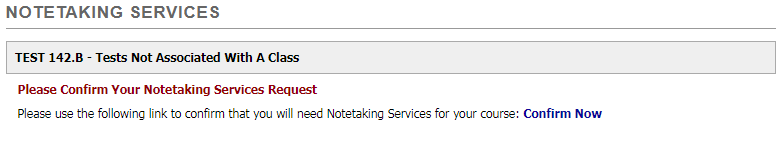 NOTETAKING SERVICES
TEST 142.B - Tests Not Associated With A Class
Please Confirm Your Notetaking Services Request
Please use the following link to confirm that you will need Notetaking Services for your course: Confirm Now